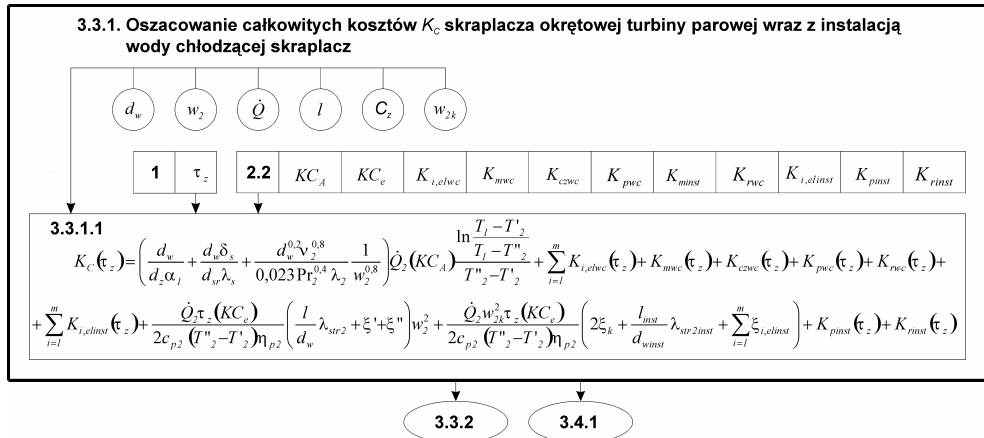 3.3.1. Oszacowanie całkowitych kosztów K_c skraplacza okrętowej turbiny parowej wraz z instalacją
wody chłodzącej skraplacz
d_w w_2 Q̇ l C_z w_2k
1 τ_z 2.2 KC_A KC_e K_i,elwc K_mwc K_czwc K_pwc K_minst K_rwc K_i,elinst K_pinst K_rinst
3.3.1.1
K_C(τ_z)=(d_w/(d_z α_1) + d_w δ_s/(d_sr λ_s) + d_w^0,2 ν_2^0,8/(0,023 Pr_2^0,4 λ_2) 1/w_2^0,8) Q̇_2(KC_A) (ln (T_1 – T'_2)/(T_1 – T''_2))/(T''_2 – T'_2) + ∑_{i=1}^m K_i,elwc(τ_z) + K_mwc(τ_z) + K_czwc(τ_z) + K_pwc(τ_z) + K_rwc(τ_z) +
+ ∑_{i=1}^m K_i,elinst(τ_z) + Q̇_2 τ_z(KC_e)/(2c_p2 (T''_2 – T'_2)η_p2) (l/d_w λ_str2 + ξ' + ξ'') w_2^2 + Q̇_2 w_2k^2 τ_z(KC_e)/(2c_p2 (T''_2 – T'_2)η_p2) (2ξ_k + l_inst/d_winst λ_str2inst + ∑_{i=1}^m ξ_i,elinst) + K_pinst(τ_z) + K_rinst(τ_z)
3.3.2 3.4.1